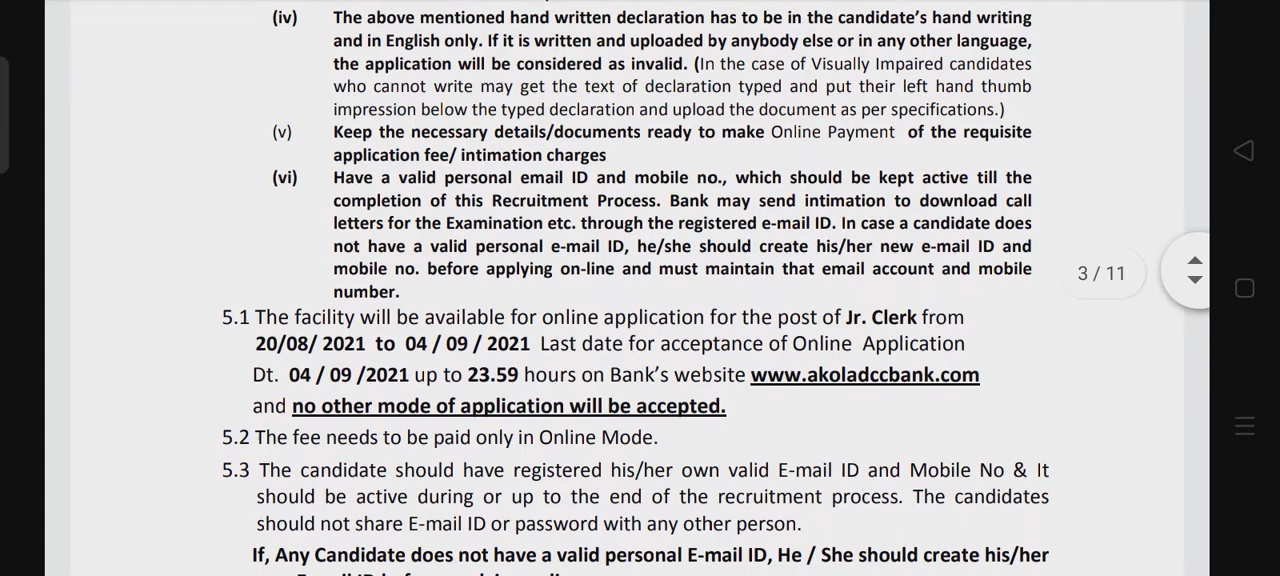 (iv) The above mentioned hand written declaration has to be in the candidate's hand writing
and in English only. If it is written and uploaded by anybody else or in any other language,
the application will be considered as invalid. (In the case of Visually Impaired candidates
who cannot write may get the text of declaration typed and put their left hand thumb
impression below the typed declaration and upload the document as per specifications.)
(v) Keep the necessary details/documents ready to make Online Payment of the requisite
application fee/ intimation charges
(vi) Have a valid personal email ID and mobile no., which should be kept active till the
completion of this Recruitment Process. Bank may send intimation to download call
letters for the Examination etc. through the registered e-mail ID. In case a candidate does
not have a valid personal e-mail ID, he/she should create his/her new e-mail ID and
mobile no. before applying on-line and must maintain that email account and mobile
number.
3 / 11
5.1 The facility will be available for online application for the post of Jr. Clerk from
20/08/ 2021 to 04 / 09 / 2021 Last date for acceptance of Online Application
Dt. 04 / 09 /2021 up to 23.59 hours on Bank's website www.akoladccbank.com
and no other mode of application will be accepted.
5.2 The fee needs to be paid only in Online Mode.
5.3 The candidate should have registered his/her own valid E-mail ID and Mobile No & It
should be active during or up to the end of the recruitment process. The candidates
should not share E-mail ID or password with any other person.
If, Any Candidate does not have a valid personal E-mail ID, He / She should create his/her